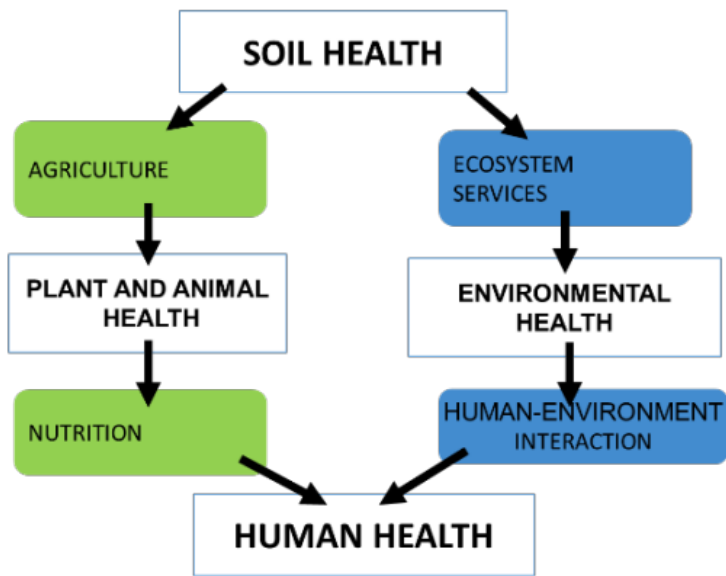 SOIL HEALTH
AGRICULTURE
ECOSYSTEM
SERVICES
PLANT AND ANIMAL
HEALTH
ENVIRONMENTAL
HEALTH
NUTRITION
HUMAN-ENVIRONMENT
INTERACTION
HUMAN HEALTH